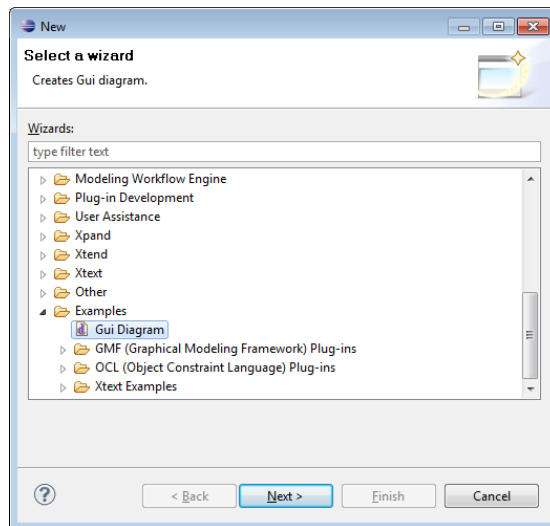 New
Select a wizard
Creates Gui diagram.
Wizards:
type filter text
Modeling Workflow Engine
Plug-in Development
User Assistance
Xpand
Xtend
Xtext
Other
Examples
Gui Diagram
GMF (Graphical Modeling Framework) Plug-ins
OCL (Object Constraint Language) Plug-ins
Xtext Examples
? < Back Next > Finish Cancel